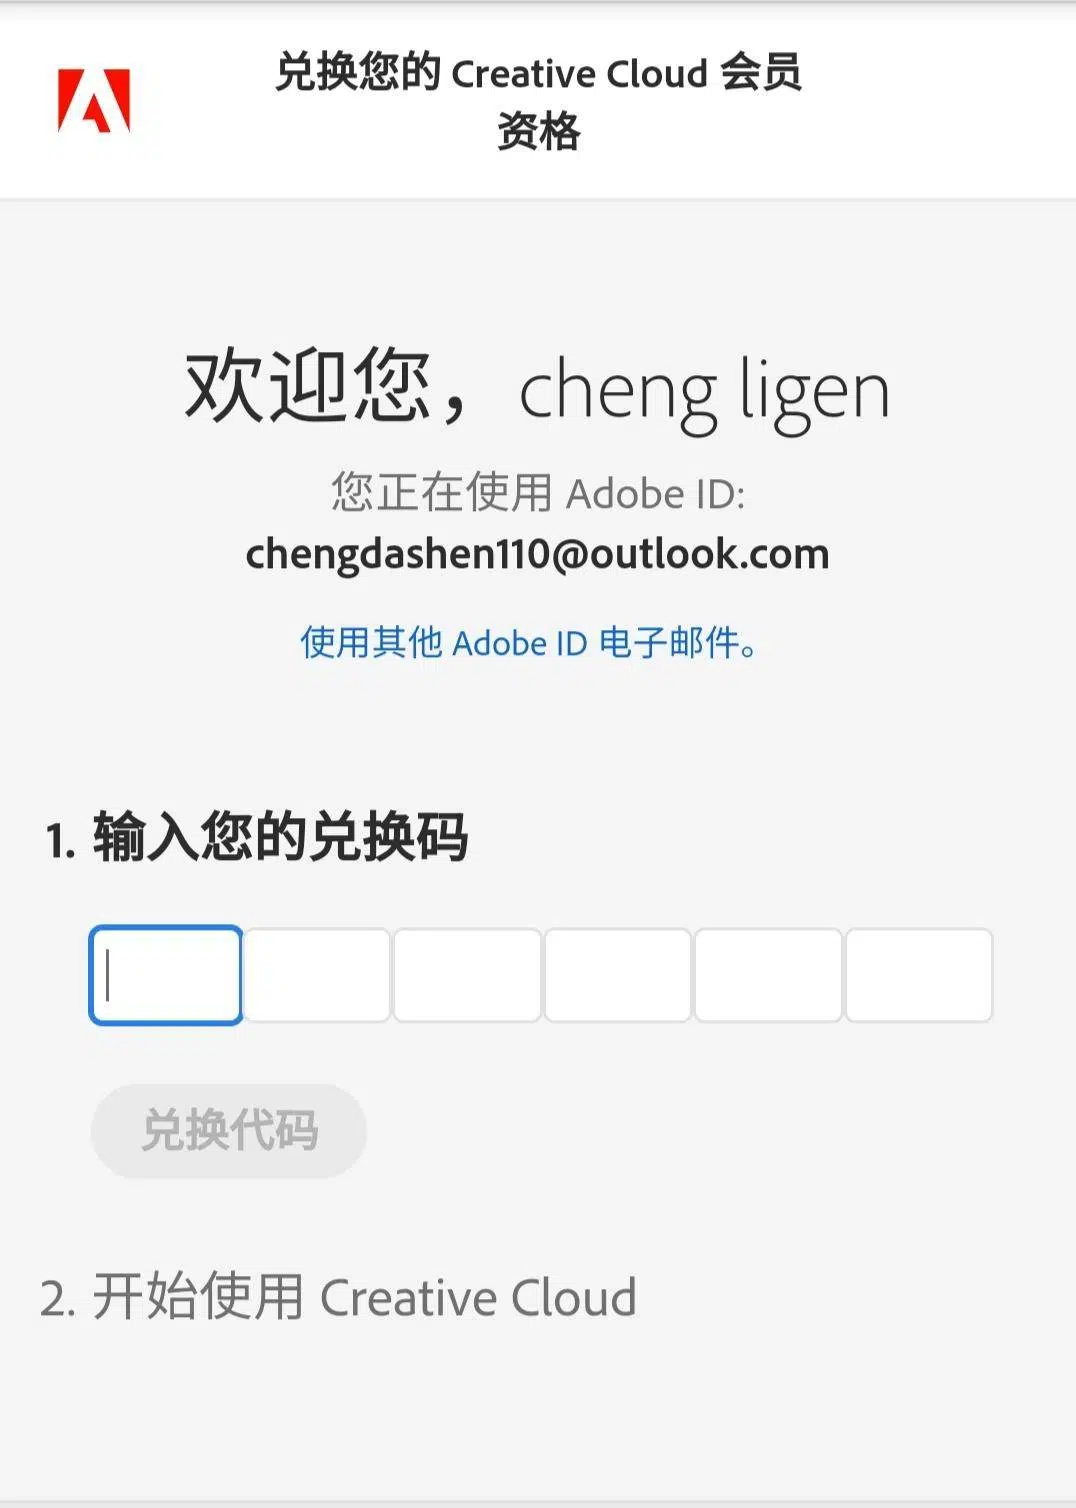 兑换您的 Creative Cloud 会员
资格
欢迎您，cheng ligen
您正在使用 Adobe ID:
chengdashen110@outlook.com
使用其他 Adobe ID 电子邮件。
1. 输入您的兑换码
兑换代码
2. 开始使用 Creative Cloud